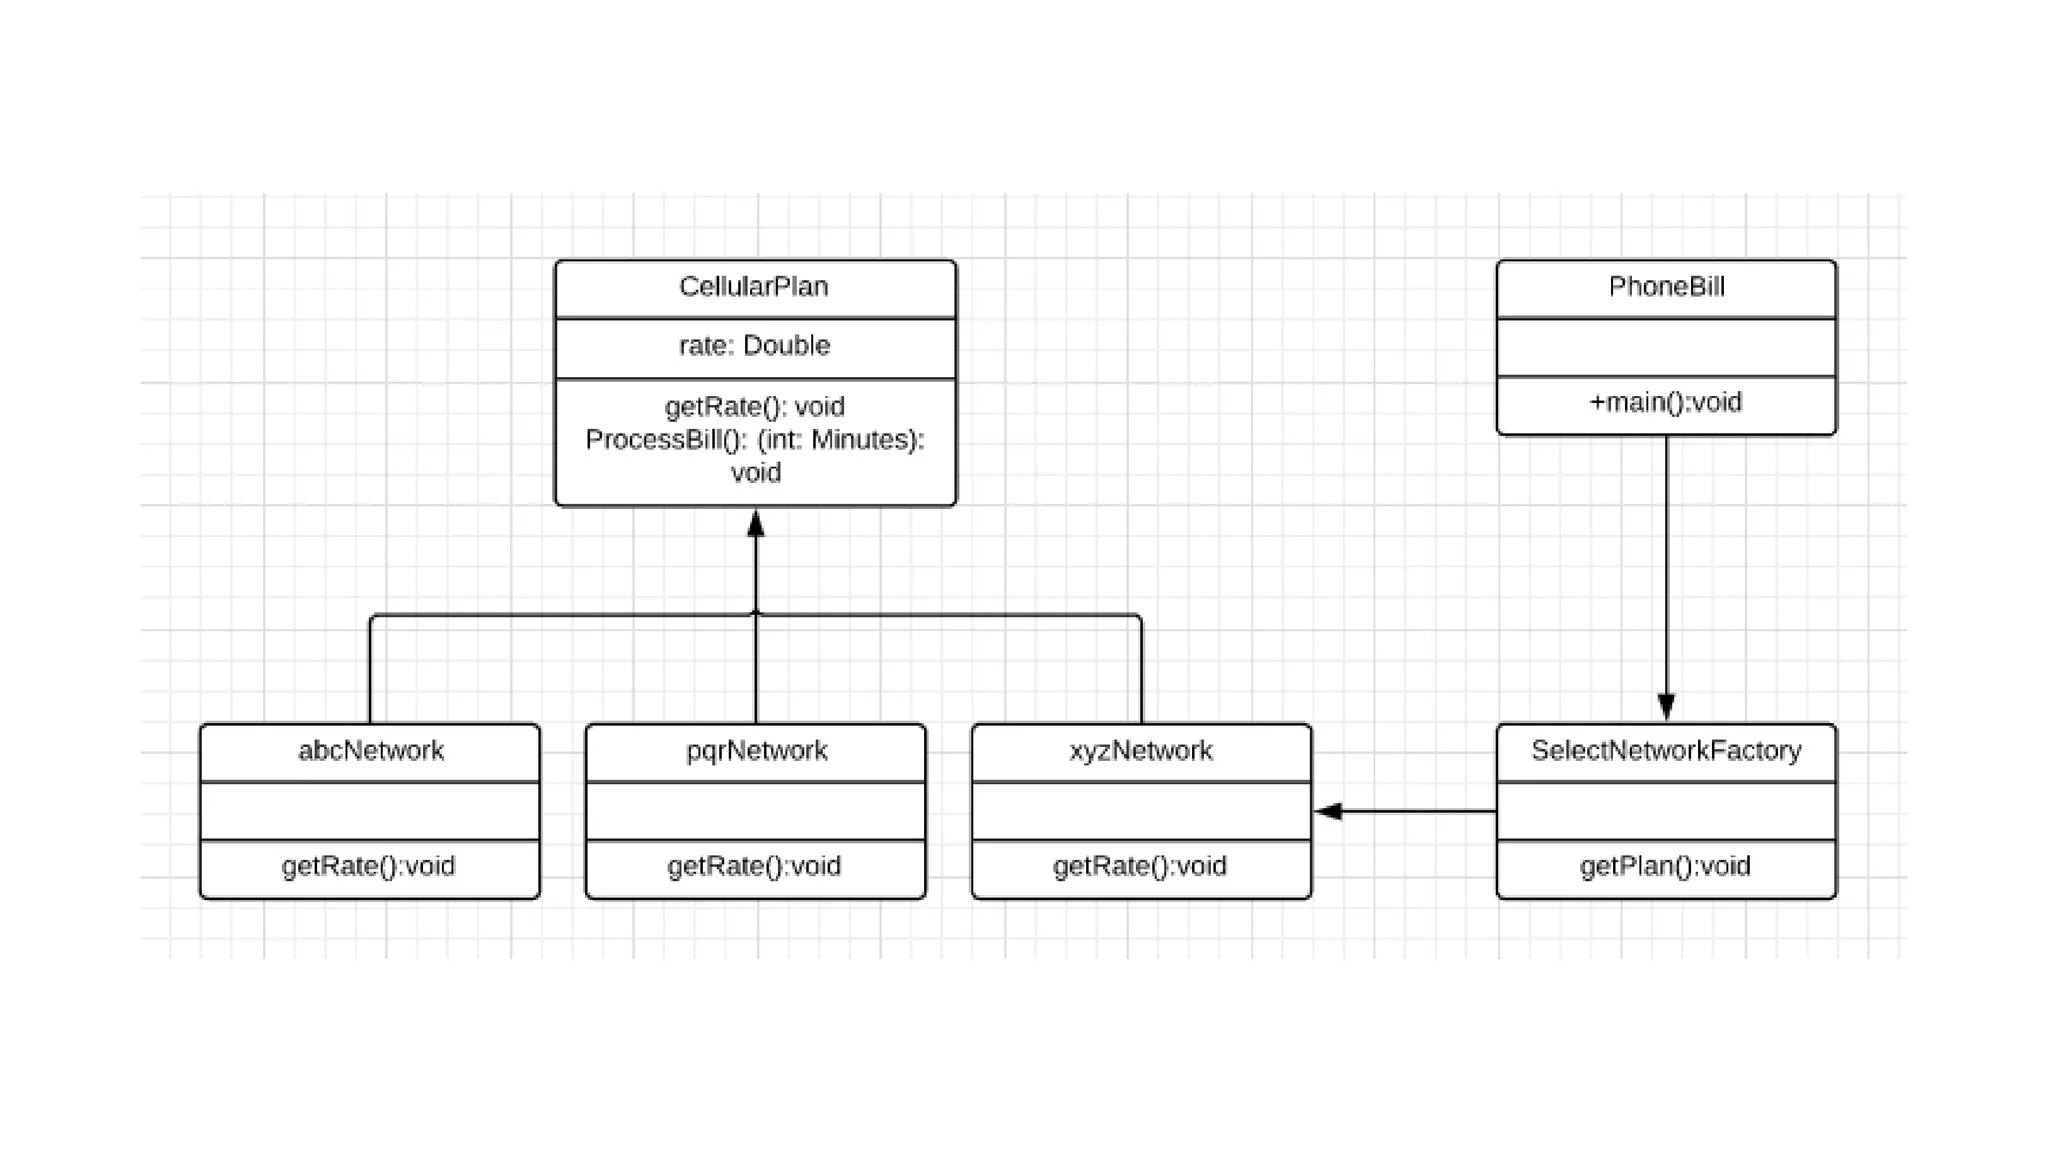 CellularPlan
rate: Double
getRate(): void
ProcessBill(): (int: Minutes):
void
PhoneBill
+main():void
abcNetwork
getRate():void
pqrNetwork
getRate():void
xyzNetwork
getRate():void
SelectNetworkFactory
getPlan():void